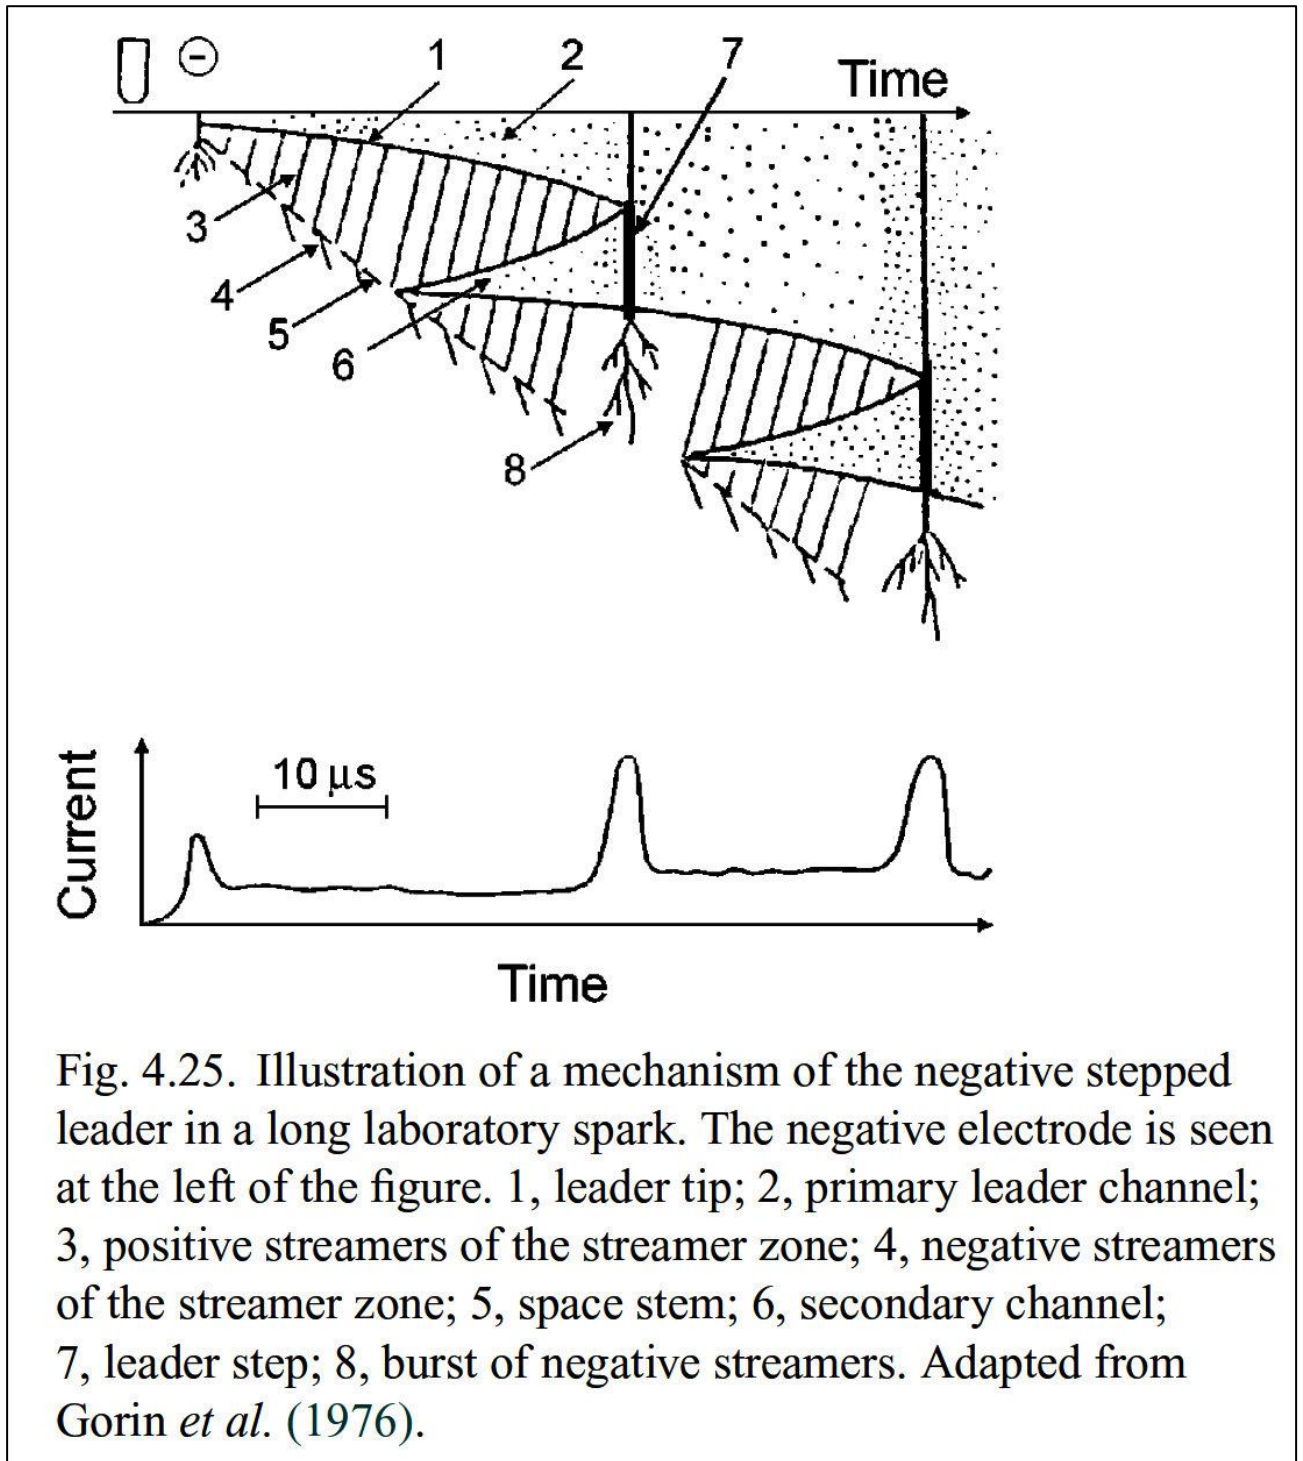 −
1
2
7
Time
3
4
5
6
8
Current
10 μs
Time
Fig. 4.25. Illustration of a mechanism of the negative stepped
leader in a long laboratory spark. The negative electrode is seen
at the left of the figure. 1, leader tip; 2, primary leader channel;
3, positive streamers of the streamer zone; 4, negative streamers
of the streamer zone; 5, space stem; 6, secondary channel;
7, leader step; 8, burst of negative streamers. Adapted from
Gorin et al. (1976).